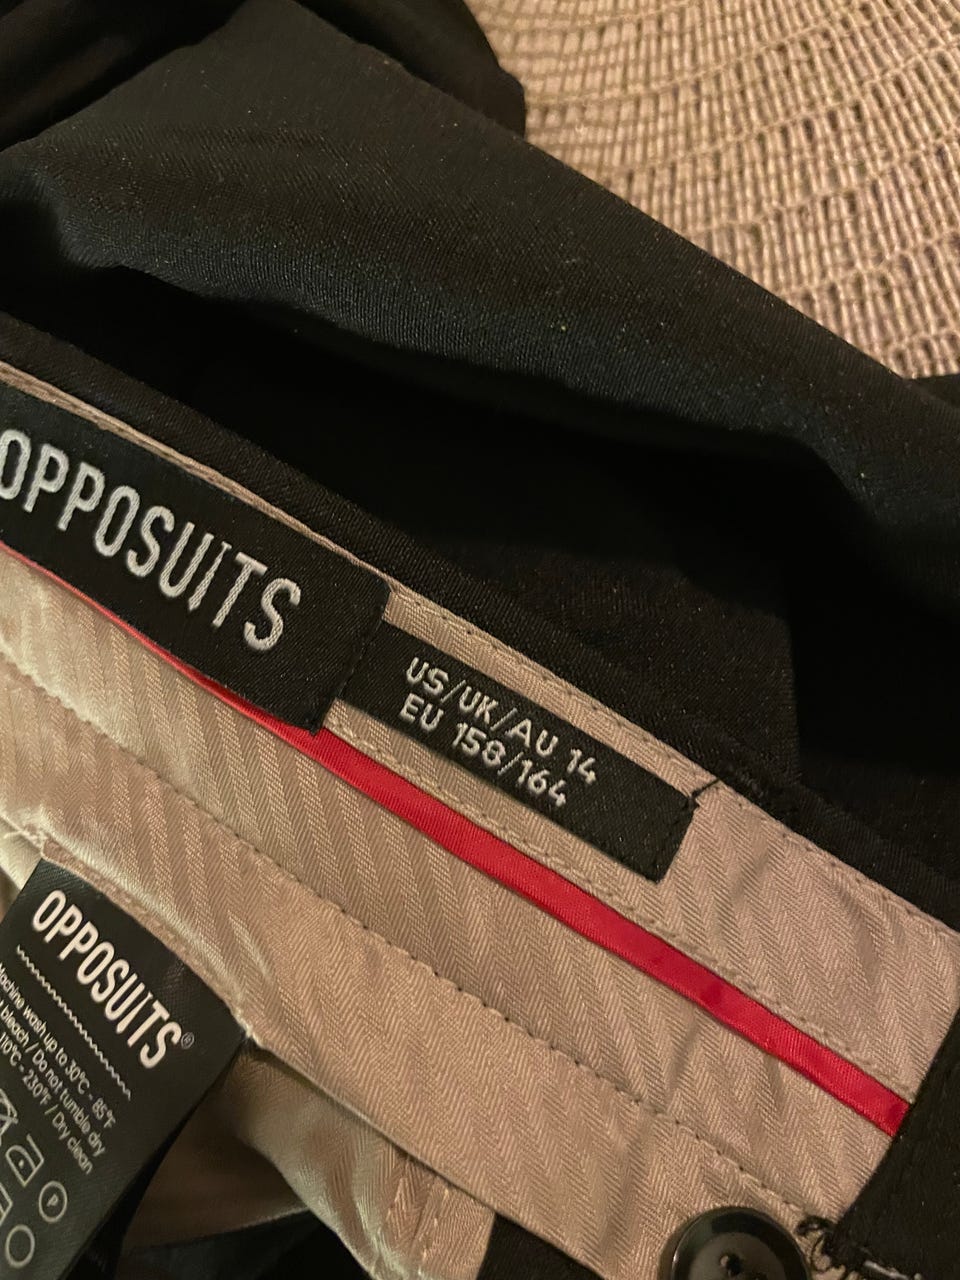 OPPOSUITS
US/UK/AU 14
EU 158/164
OPPOSUITS®
Machine wash up to 30°C - 85°F
bleach / Do not tumble dry
110°C - 230°F / Dry clean
P